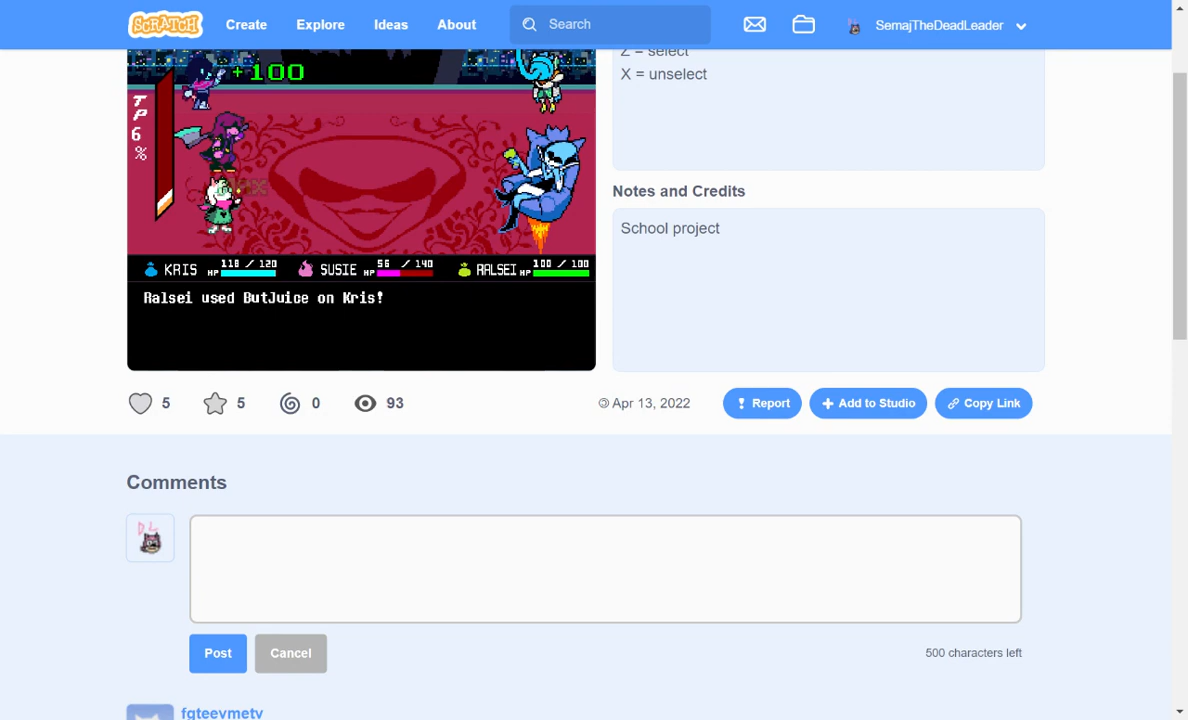 SCRATCH Create Explore Ideas About Search SemajTheDeadLeader
Z = select
X = unselect
+100
TP
6
%
KRIS HP 118 / 120 SUSIE HP 56 / 140 RALSEI HP 100 / 100
Ralsei used ButJuice on Kris!
Notes and Credits
School project
5 5 0 93 © Apr 13, 2022 Report Add to Studio Copy Link
Comments
DL
Post Cancel 500 characters left
fgteevmetv